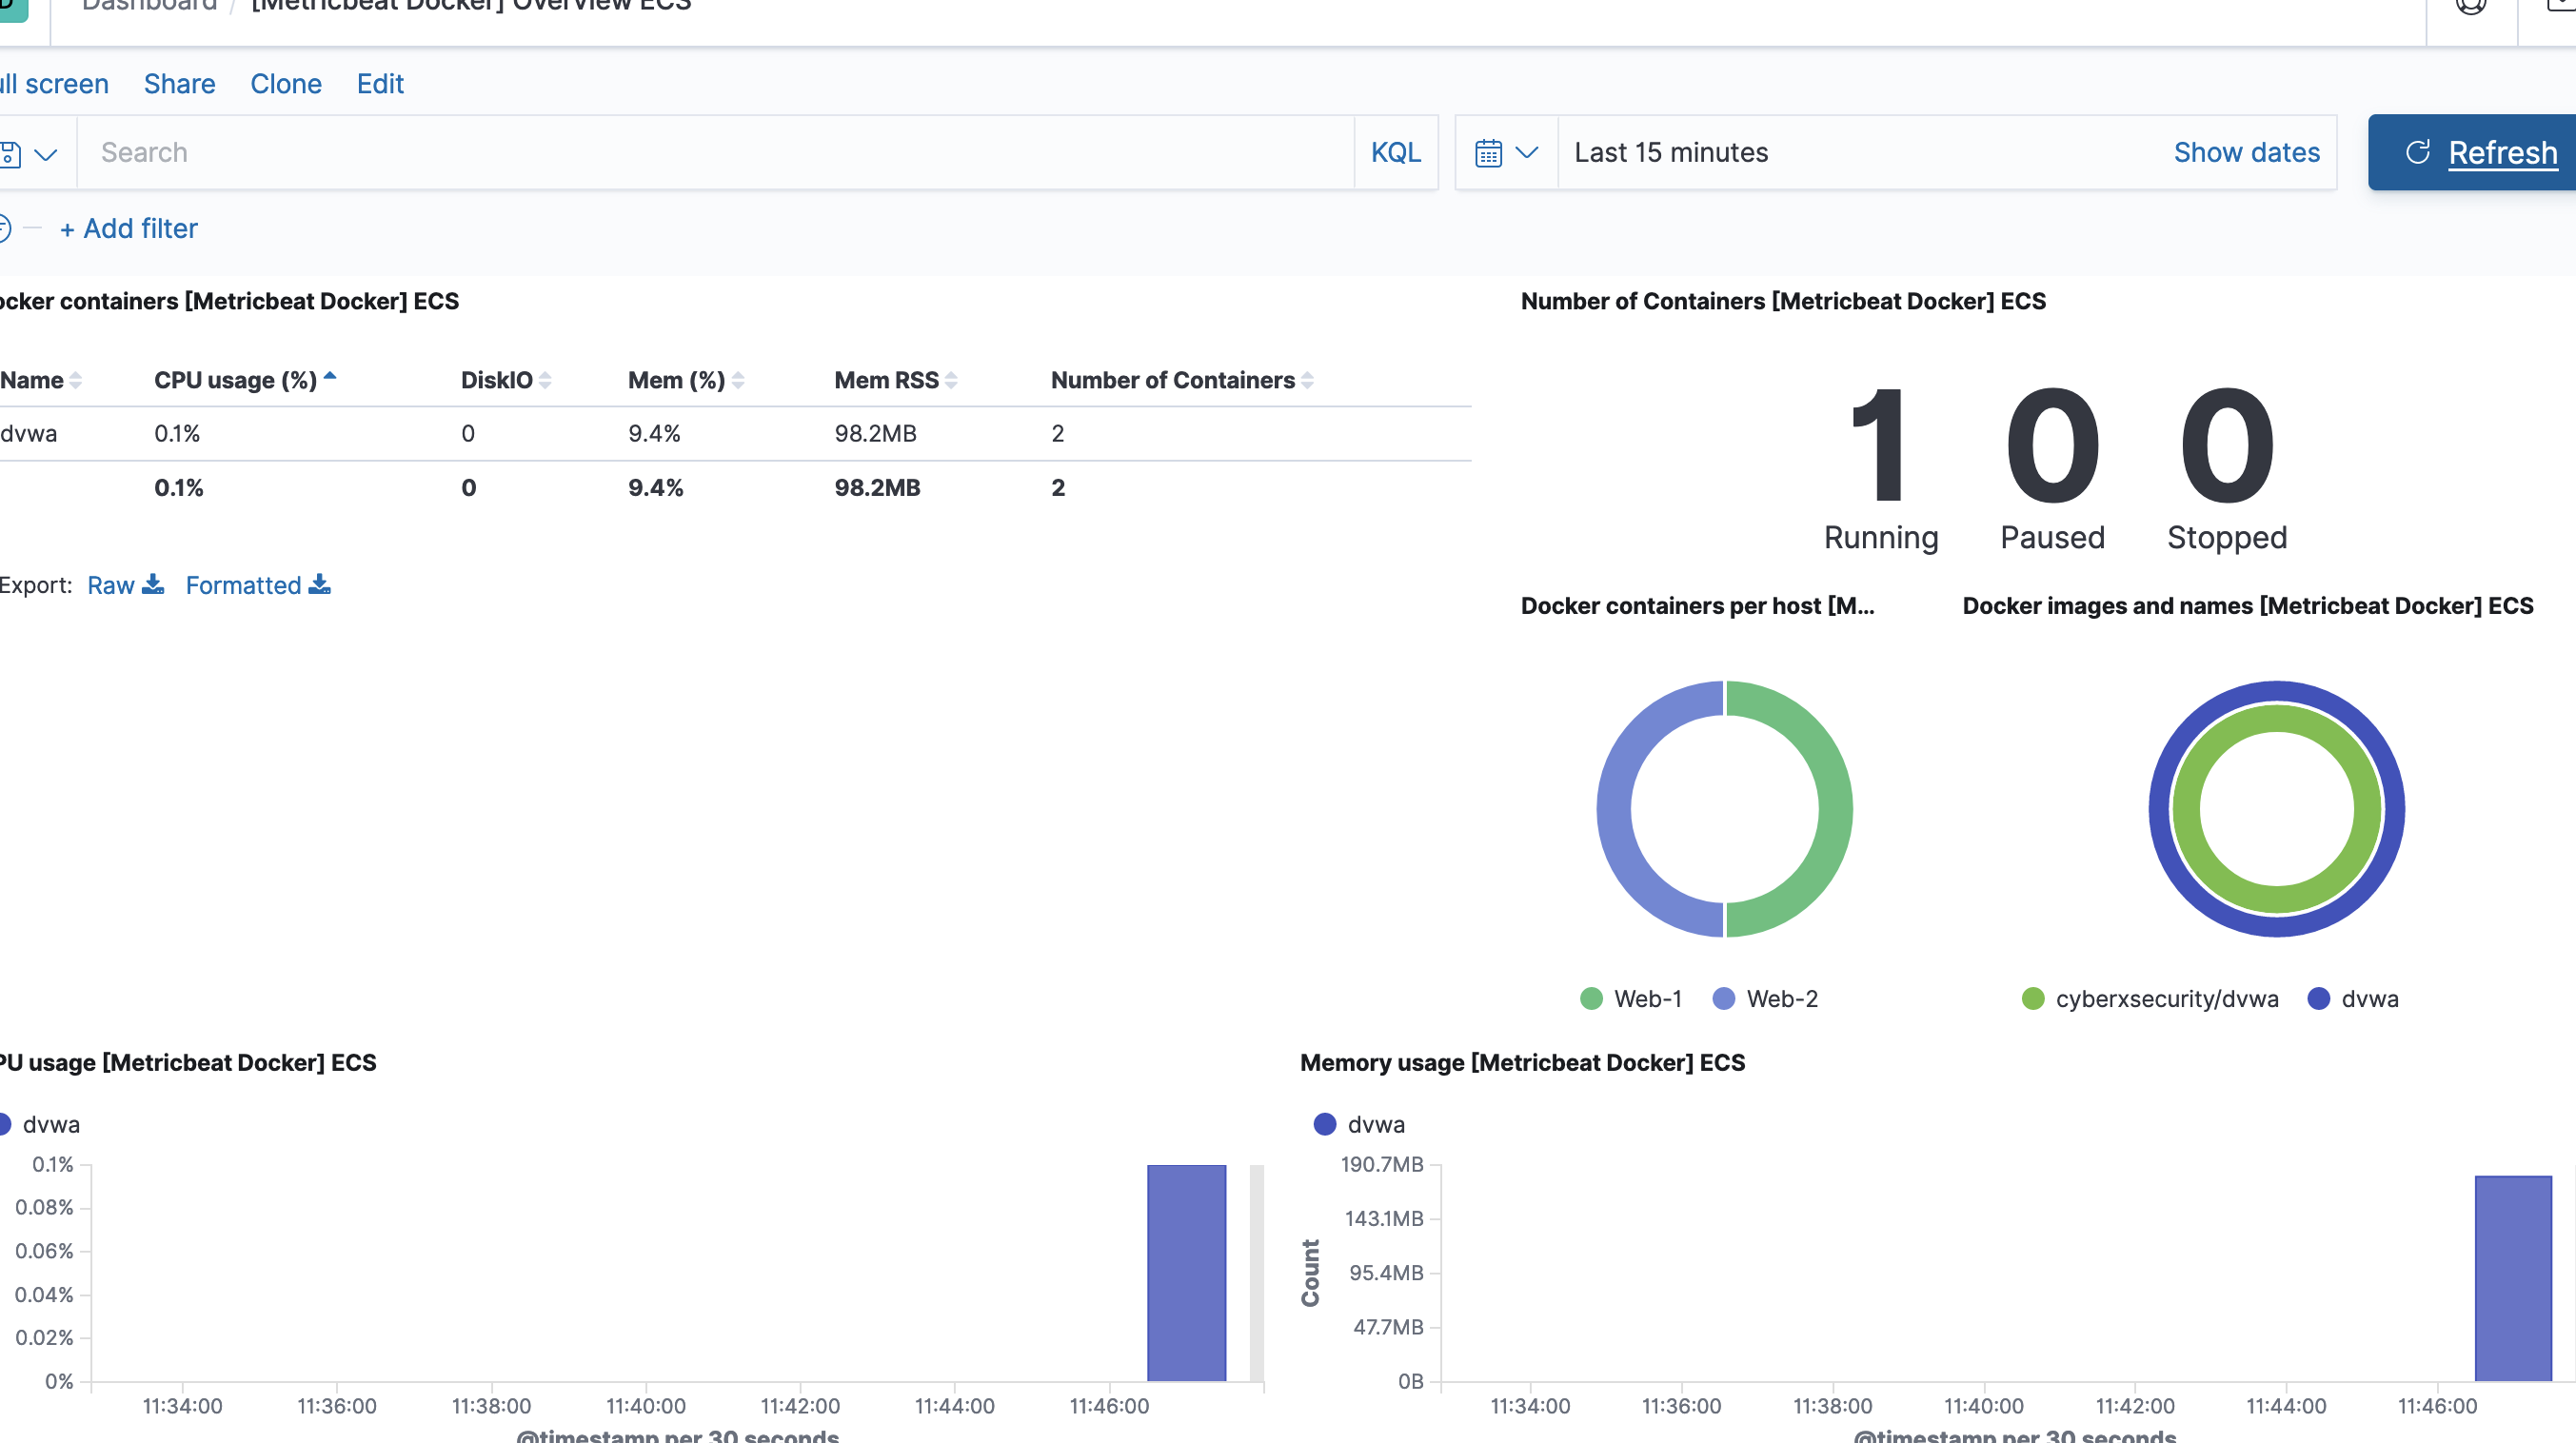 D Dashboard / [Metricbeat Docker] Overview ECS
ull screen Share Clone Edit
Search KQL Last 15 minutes Show dates Refresh
+ Add filter
ocker containers [Metricbeat Docker] ECS
Name CPU usage (%) DiskIO Mem (%) Mem RSS Number of Containers
dvwa 0.1% 0 9.4% 98.2MB 2
0.1% 0 9.4% 98.2MB 2
Export: Raw Formatted
Number of Containers [Metricbeat Docker] ECS
1 0 0
Running Paused Stopped
Docker containers per host [M...
Web-1 Web-2
Docker images and names [Metricbeat Docker] ECS
cyberxsecurity/dvwa dvwa
PU usage [Metricbeat Docker] ECS
dvwa
0.1%
0.08%
0.06%
0.04%
0.02%
0%
11:34:00 11:36:00 11:38:00 11:40:00 11:42:00 11:44:00 11:46:00
@timestamp per 30 seconds
Memory usage [Metricbeat Docker] ECS
dvwa
Count
190.7MB
143.1MB
95.4MB
47.7MB
0B
11:34:00 11:36:00 11:38:00 11:40:00 11:42:00 11:44:00 11:46:00
@timestamp per 30 seconds